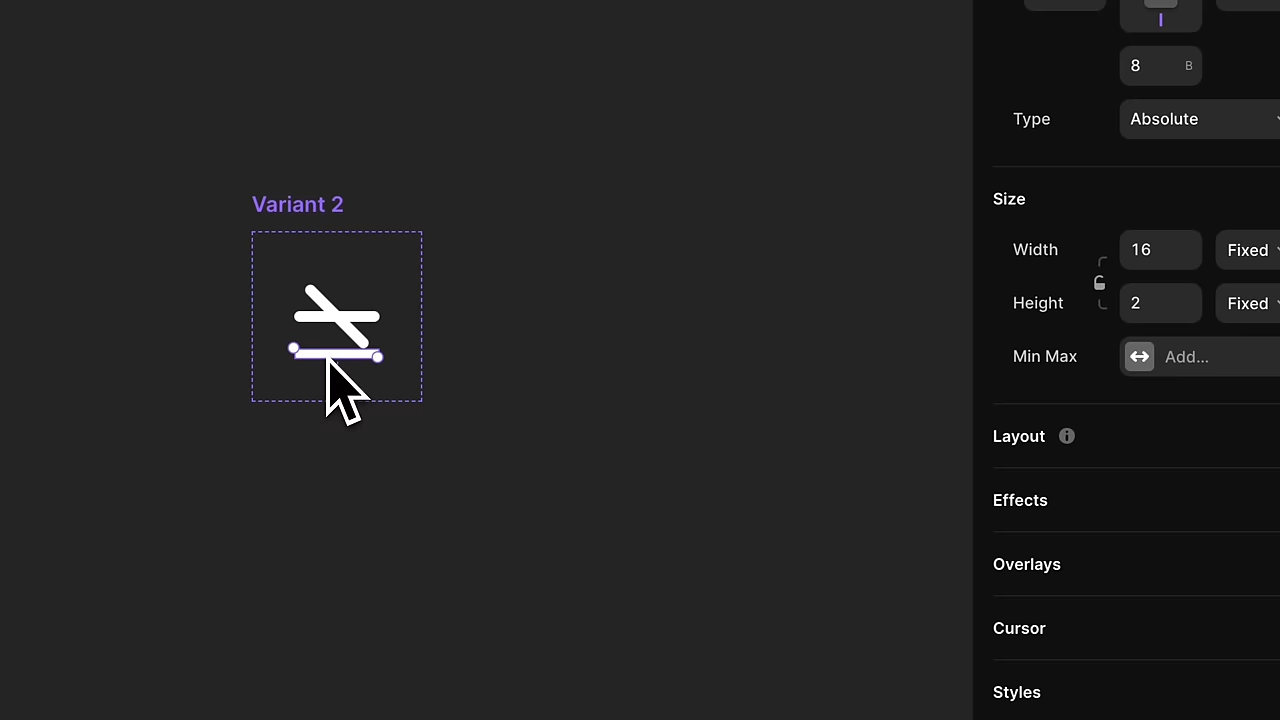 8 B
Type Absolute
Variant 2
Size
Width 16 Fixed
Height 2 Fixed
Min Max Add...
Layout
Effects
Overlays
Cursor
Styles